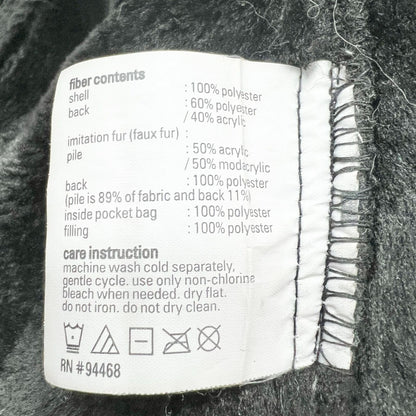 fiber contents
shell : 100% polyester
back : 60% polyester
/ 40% acrylic
imitation fur (faux fur) :
pile : 50% acrylic
/ 50% modacrylic
back : 100% polyester
(pile is 89% of fabric and back 11%)
inside pocket bag : 100% polyester
filling : 100% polyester
care instruction
machine wash cold separately,
gentle cycle. use only non-chlorine
bleach when needed. dry flat.
do not iron. do not dry clean.
RN # 94468